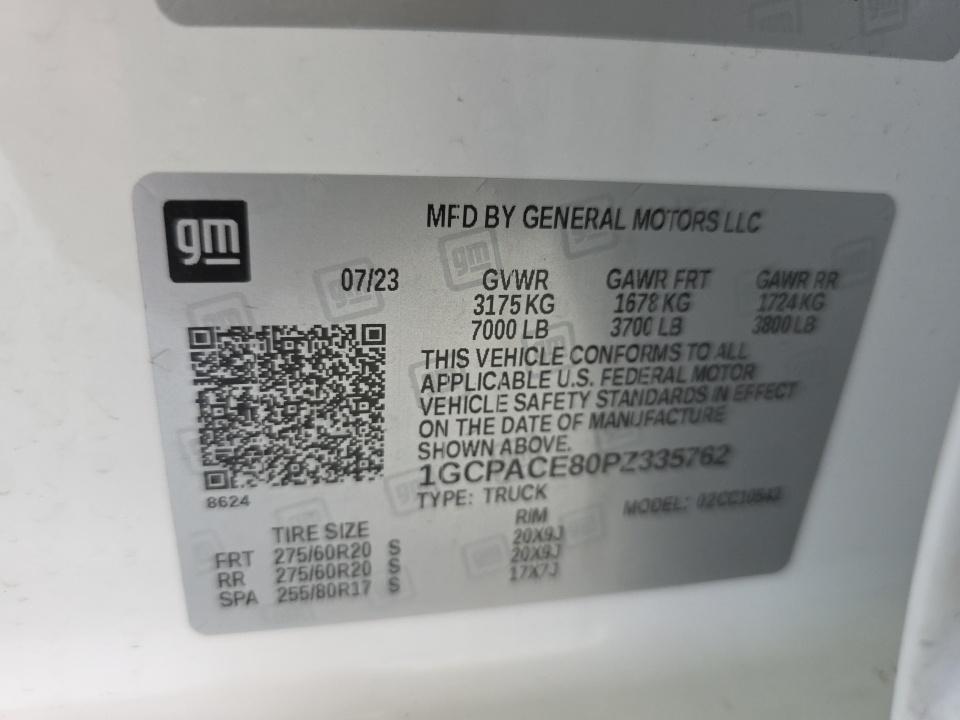 gm
MFD BY GENERAL MOTORS LLC
07/23 GVWR GAWR FRT GAWR RR
3175 KG 1678 KG 1724 KG
7000 LB 3700 LB 3800 LB
THIS VEHICLE CONFORMS TO ALL
APPLICABLE U.S. FEDERAL MOTOR
VEHICLE SAFETY STANDARDS IN EFFECT
ON THE DATE OF MANUFACTURE
SHOWN ABOVE.
1GCPACE80PZ335762
8624 TYPE: TRUCK MODEL:
TIRE SIZE RIM
FRT 275/60R20 S 20X9J
RR 275/60R20 S 20X9J
SPA 255/80R17 S 17X7J